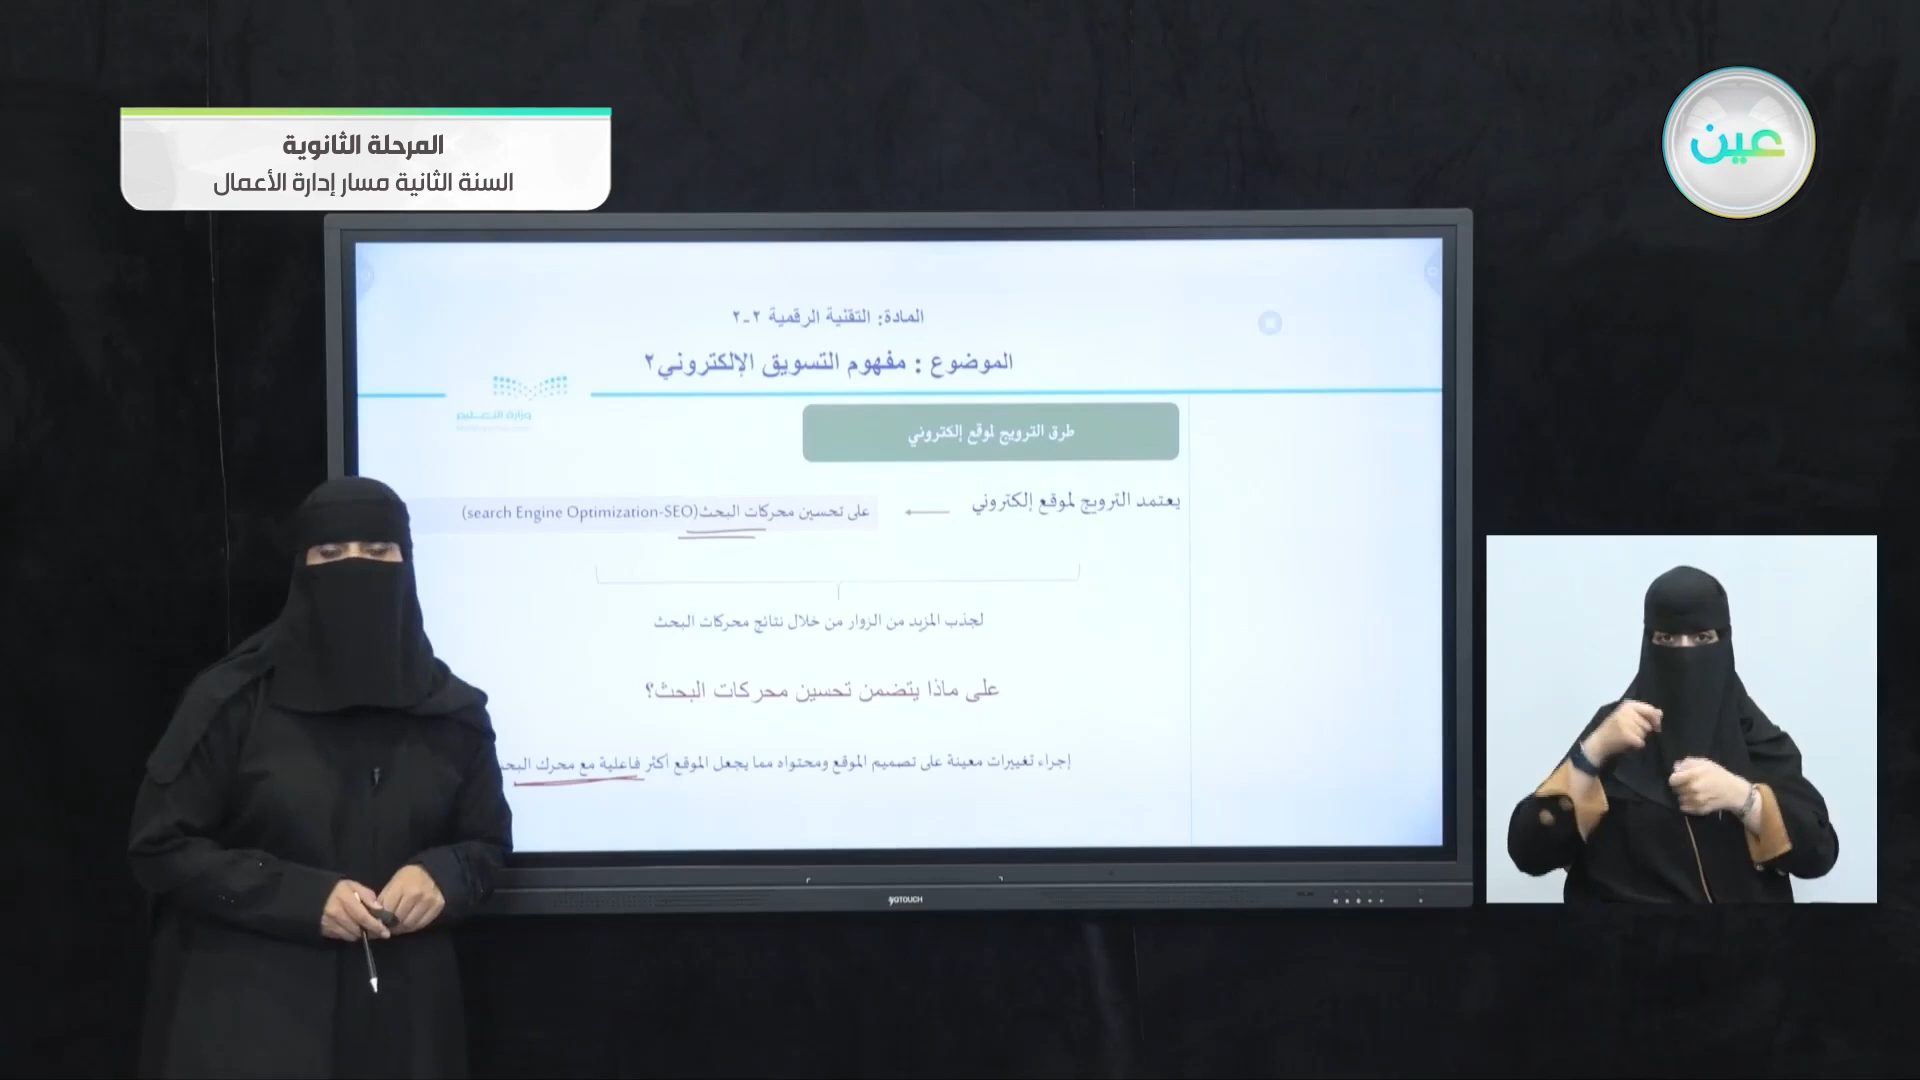 المرحلة الثانوية
السنة الثانية مسار إدارة الأعمال
عين
المادة: التقنية الرقمية ٢-٢
الموضوع : مفهوم التسويق الإلكتروني٢
وزارة التعليم
طرق الترويج لموقع إلكتروني
يعتمد الترويج لموقع إلكتروني
على تحسين محركات البحث(search Engine Optimization-SEO)
لجذب المزيد من الزوار من خلال نتائج محركات البحث
على ماذا يتضمن تحسين محركات البحث؟
إجراء تغييرات معينة على تصميم الموقع ومحتواه مما يجعل الموقع أكثر فاعلية مع محرك البحث